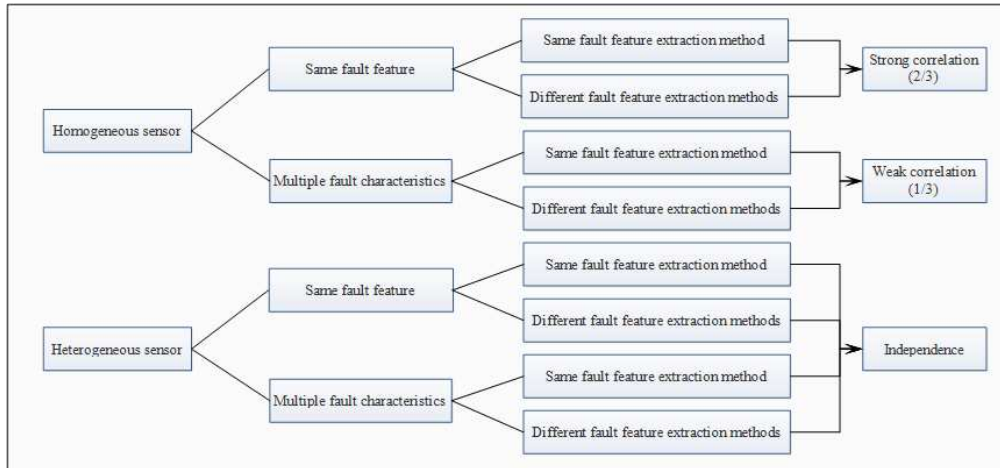 Same fault feature extraction method
Same fault feature
Strong correlation
(2/3)
Different fault feature extraction methods
Homogeneous sensor
Same fault feature extraction method
Multiple fault characteristics
Weak correlation
(1/3)
Different fault feature extraction methods
Same fault feature extraction method
Same fault feature
Different fault feature extraction methods
Heterogeneous sensor
Independence
Same fault feature extraction method
Multiple fault characteristics
Different fault feature extraction methods